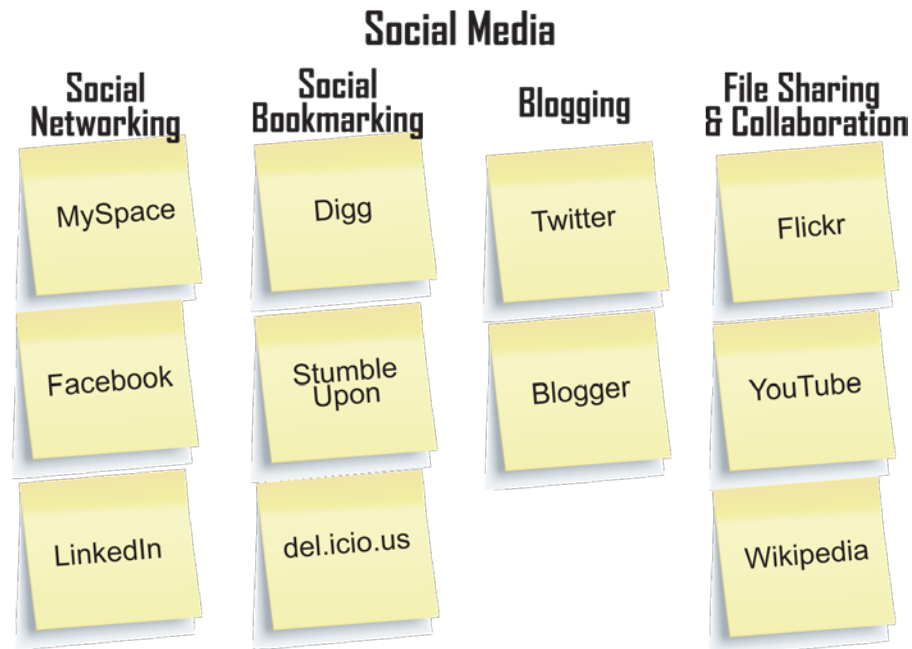 Social Media
Social
Networking
MySpace
Facebook
LinkedIn
Social
Bookmarking
Digg
Stumble
Upon
del.icio.us
Blogging
Twitter
Blogger
File Sharing
& Collaboration
Flickr
YouTube
Wikipedia